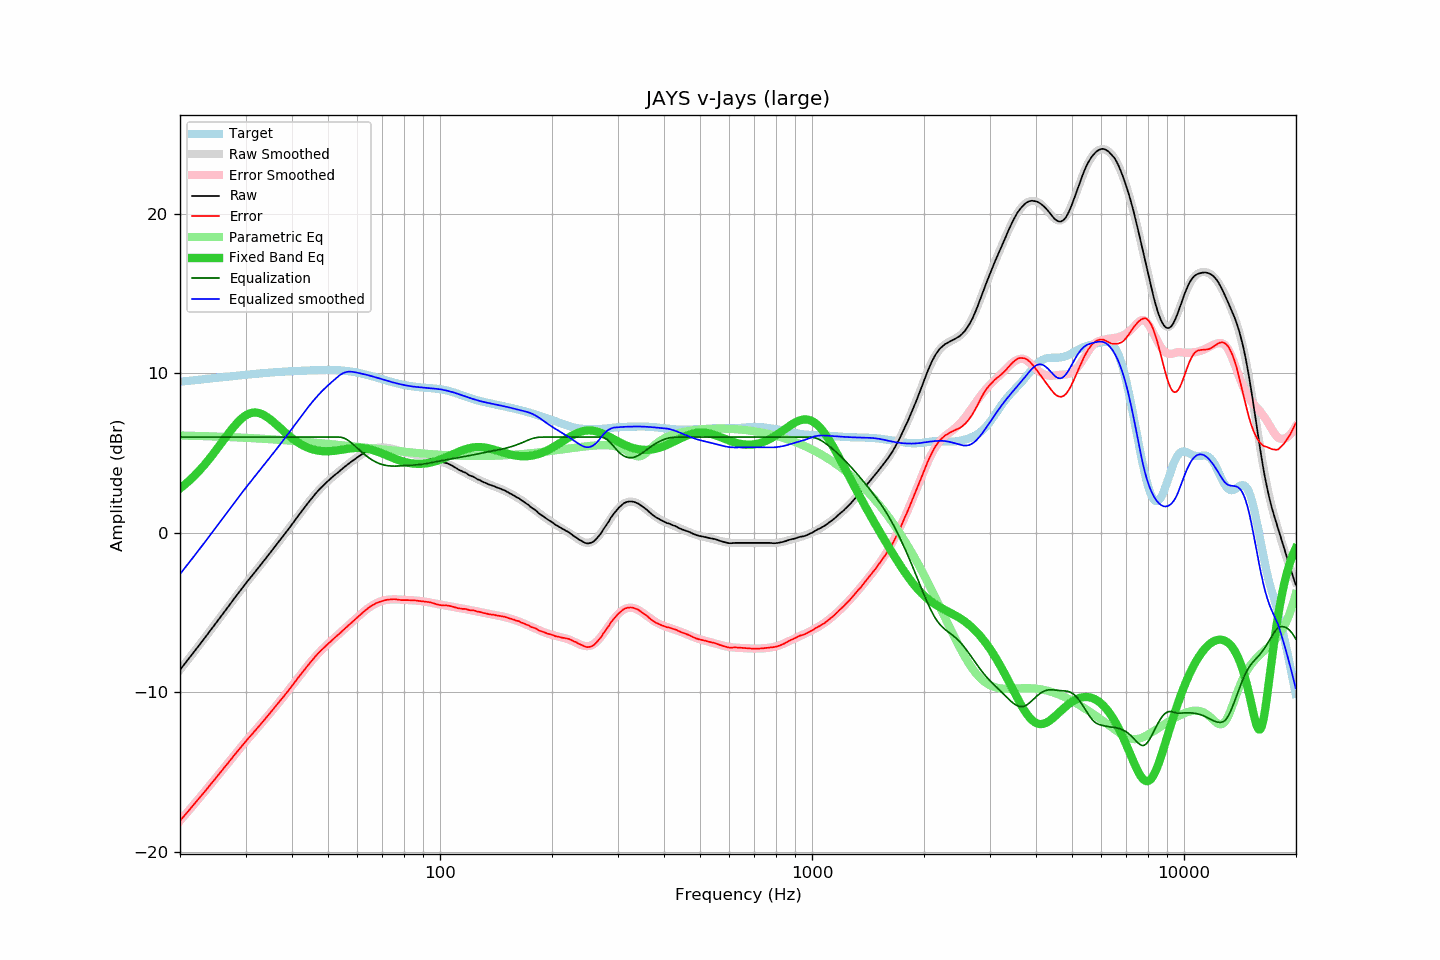 JAYS v-Jays (large)
Target
Raw Smoothed
Error Smoothed
Raw
Error
Parametric Eq
Fixed Band Eq
Equalization
Equalized smoothed
20
10
0
−10
−20
Amplitude (dBr)
100
1000
10000
Frequency (Hz)